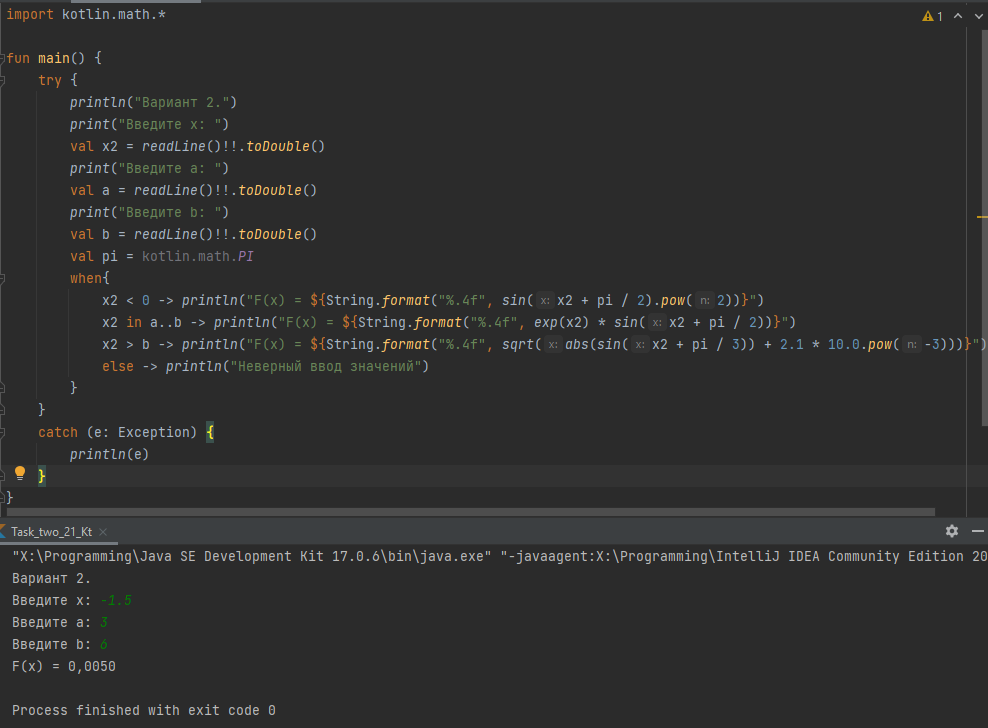 import kotlin.math.*
1
fun main() {
try {
println("Вариант 2.")
print("Введите x: ")
val x2 = readLine()!!.toDouble()
print("Введите a: ")
val a = readLine()!!.toDouble()
print("Введите b: ")
val b = readLine()!!.toDouble()
val pi = kotlin.math.PI
when{
x2 < 0 -> println("F(x) = ${String.format("%.4f", sin( x: x2 + pi / 2).pow( n: 2))}")
x2 in a..b -> println("F(x) = ${String.format("%.4f", exp(x2) * sin( x: x2 + pi / 2))}")
x2 > b -> println("F(x) = ${String.format("%.4f", sqrt( x: abs(sin( x: x2 + pi / 3)) + 2.1 * 10.0.pow( n: -3)))}")
else -> println("Неверный ввод значений")
}
}
catch (e: Exception) {
println(e)
}
}
Task_two_21_Kt
"X:\Programming\Java SE Development Kit 17.0.6\bin\java.exe" "-javaagent:X:\Programming\IntelliJ IDEA Community Edition 20
Вариант 2.
Введите x: -1.5
Введите a: 3
Введите b: 6
F(x) = 0,0050
Process finished with exit code 0